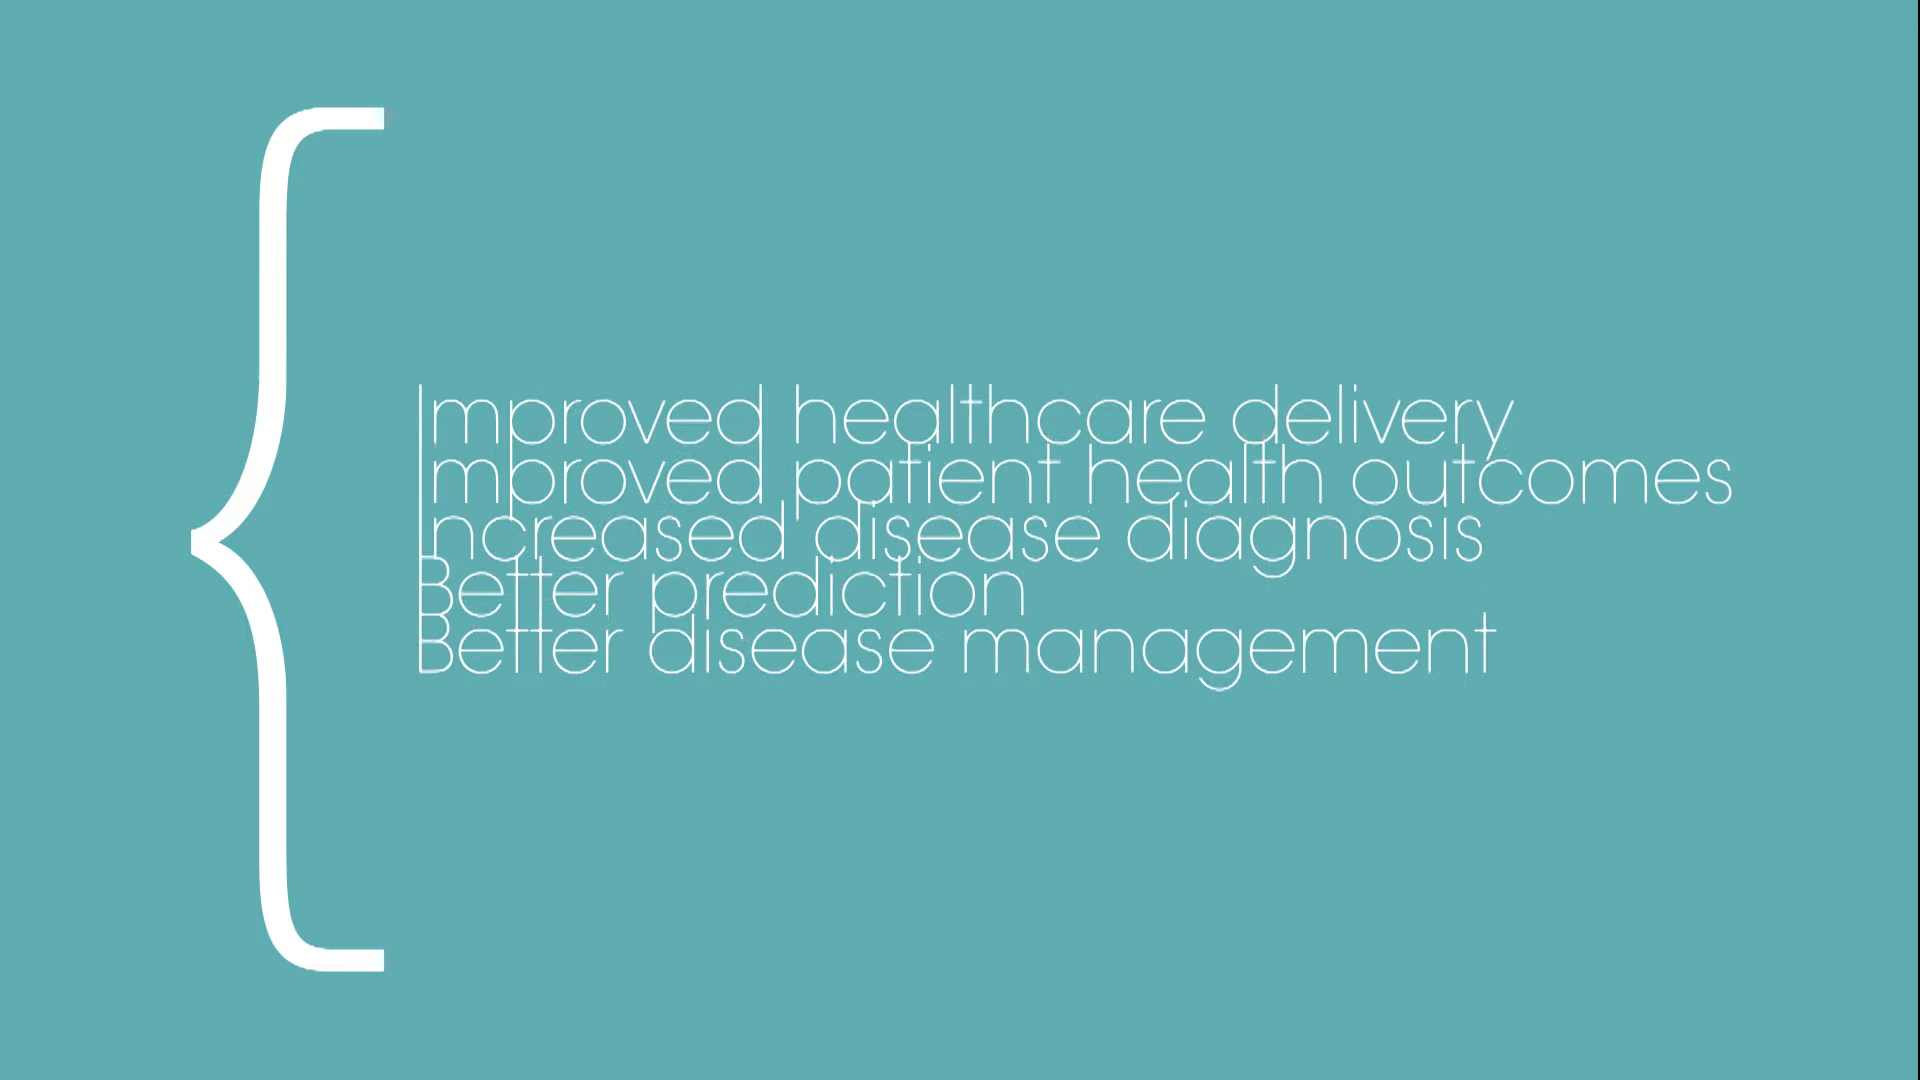 Improved healthcare delivery
Improved patient health outcomes
Increased disease diagnosis
Better prediction
Better disease management